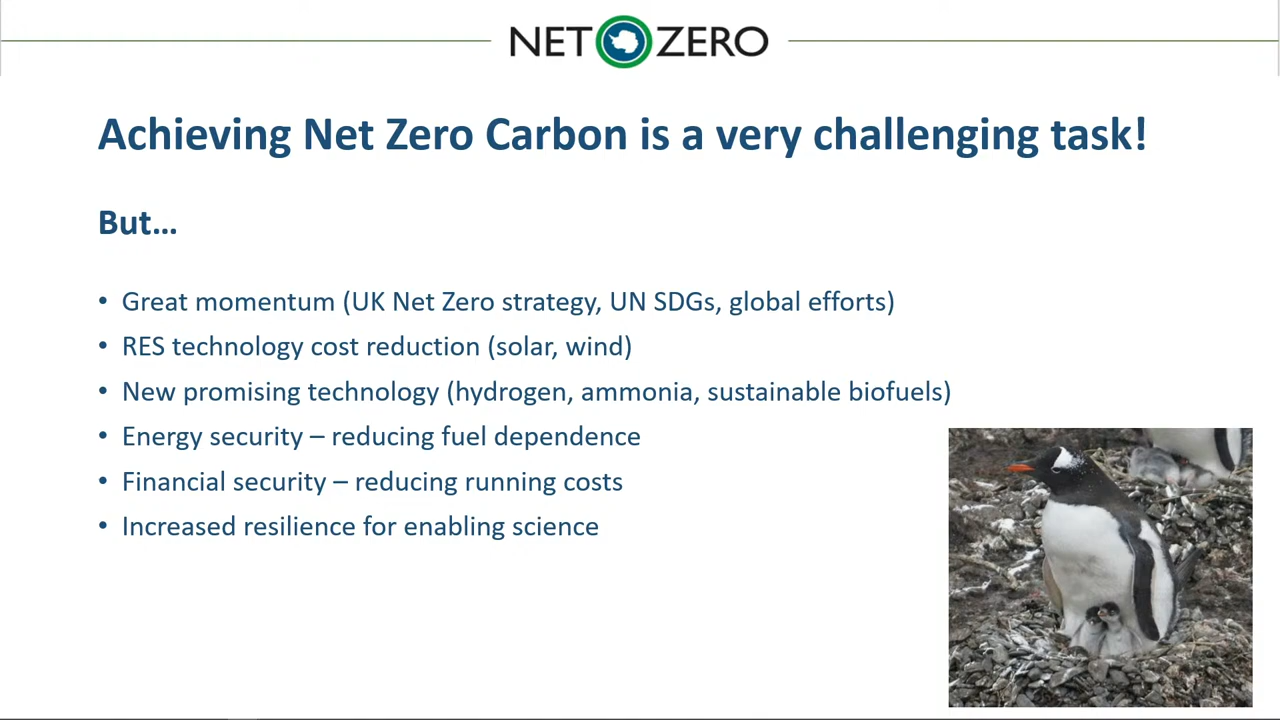 NET ZERO
Achieving Net Zero Carbon is a very challenging task!
But…
• Great momentum (UK Net Zero strategy, UN SDGs, global efforts)
• RES technology cost reduction (solar, wind)
• New promising technology (hydrogen, ammonia, sustainable biofuels)
• Energy security – reducing fuel dependence
• Financial security – reducing running costs
• Increased resilience for enabling science